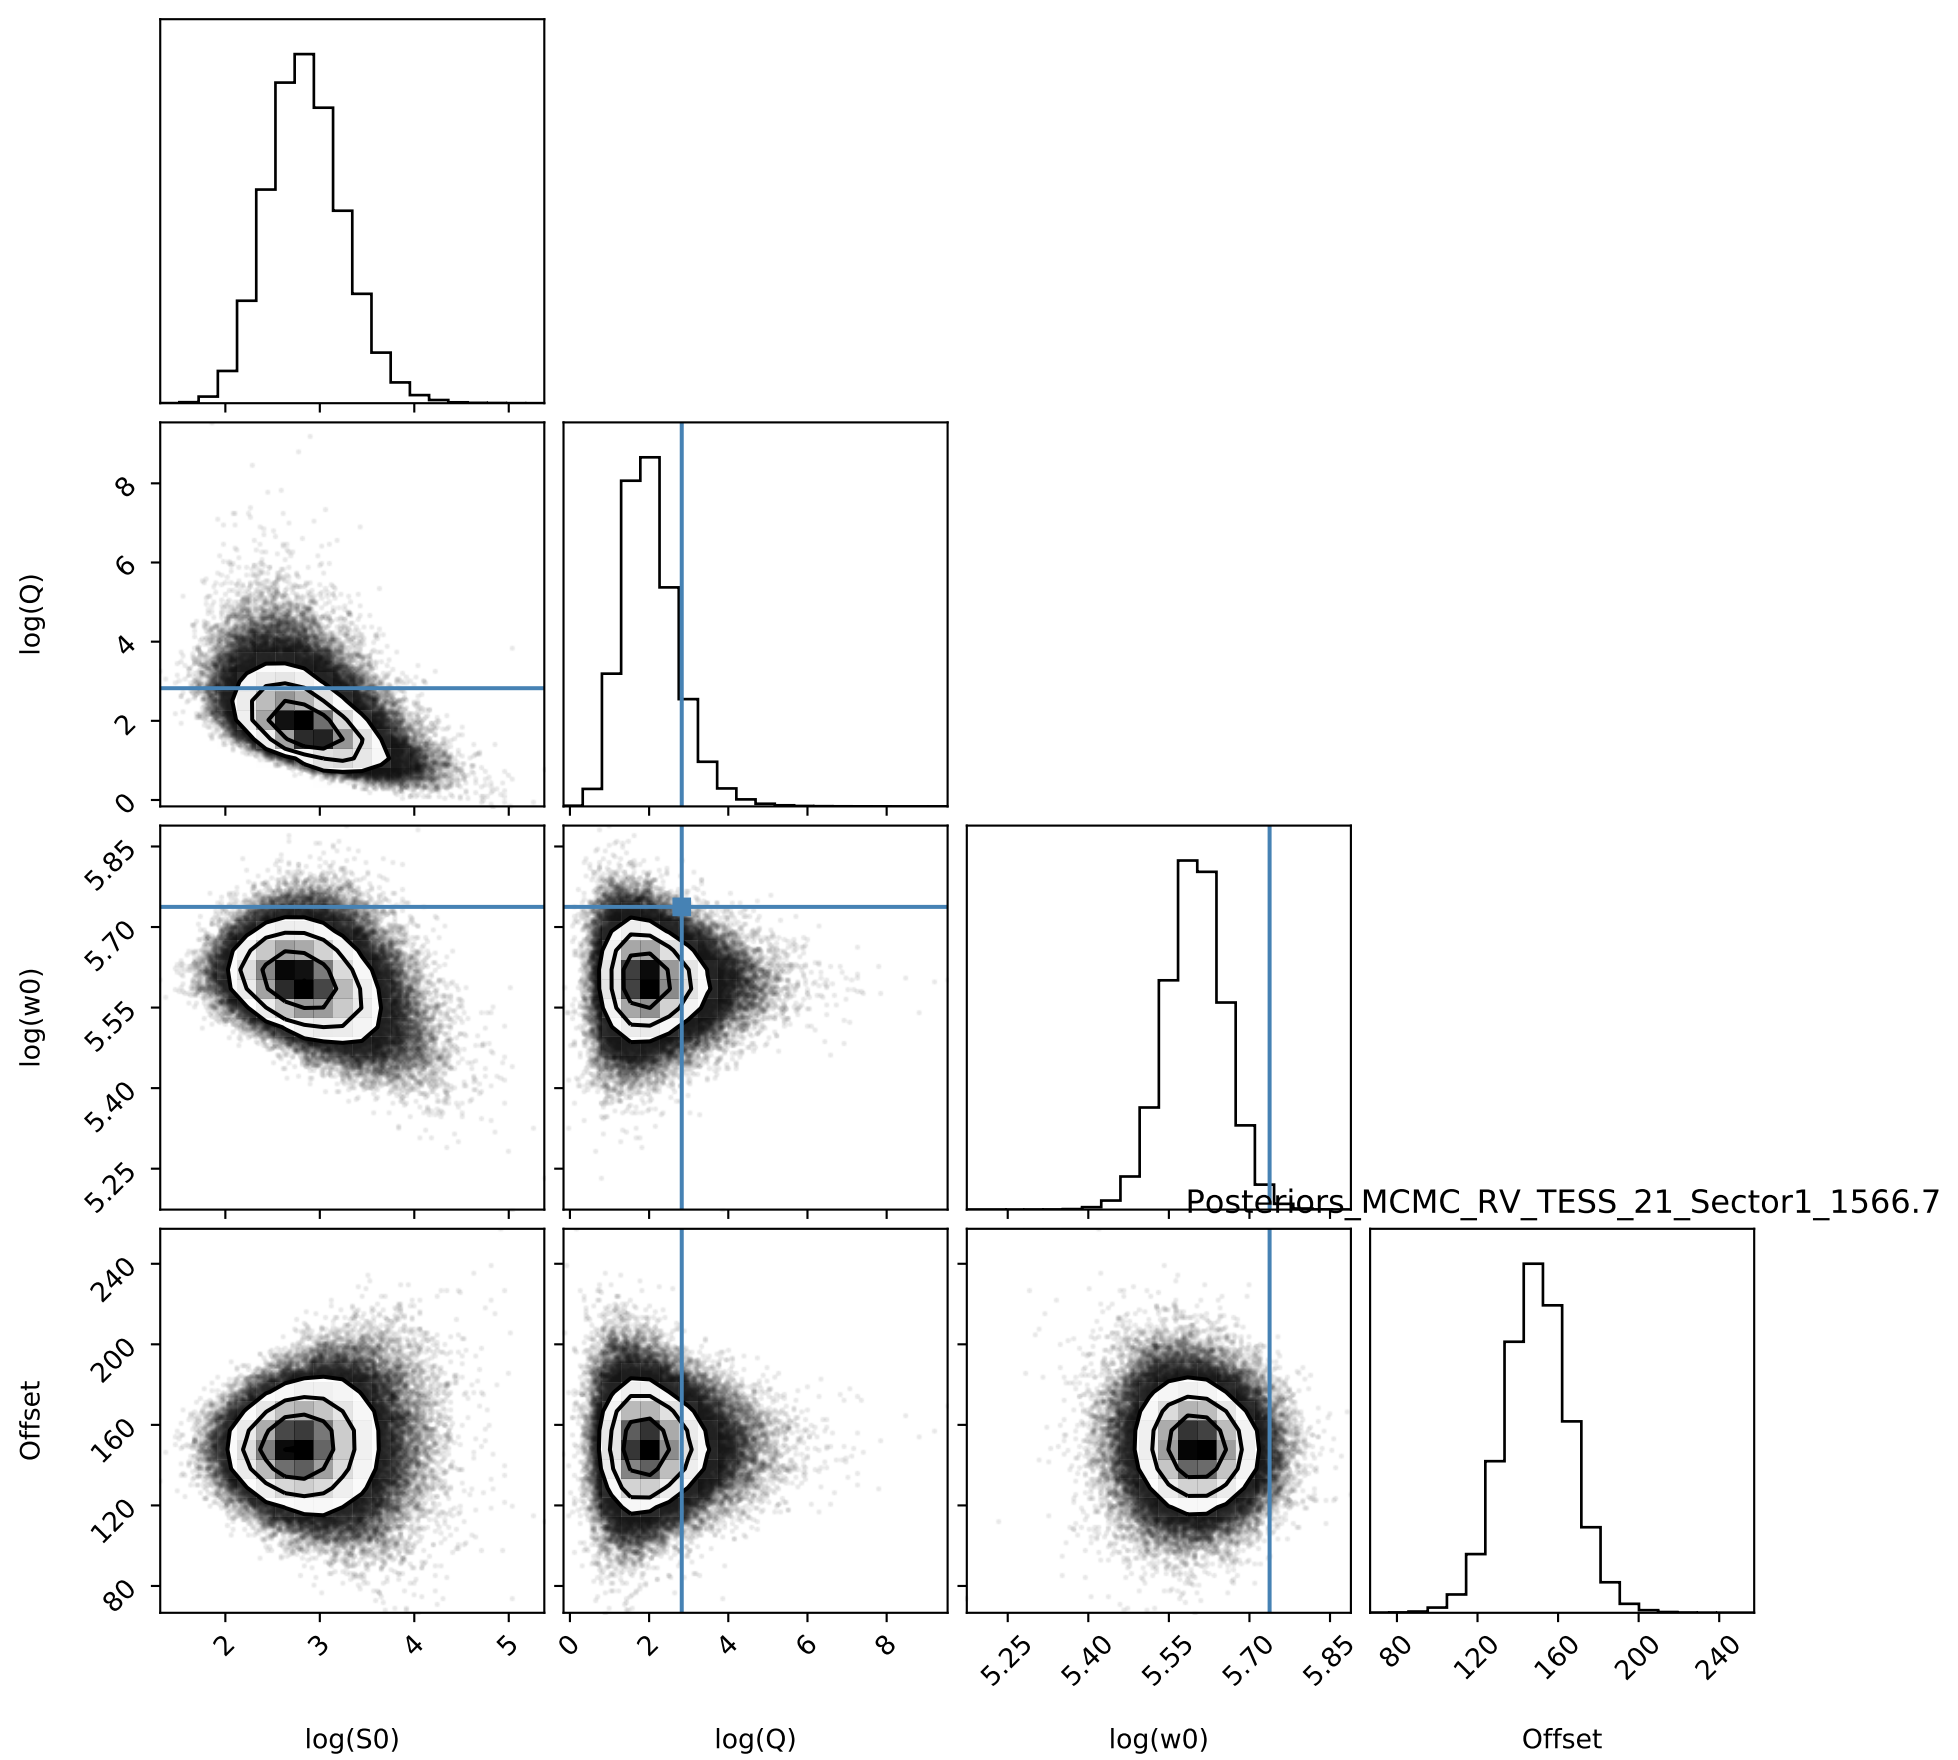 8
6
4
2
0
log(Q)
5.85
5.70
5.55
5.40
5.25
log(w0)
Posteriors_MCMC_RV_TESS_21_Sector1_1566.7
240
200
160
120
80
Offset
2 3 4 5 0 2 4 6 8 5.25 5.40 5.55 5.70 5.85 80 120 160 200 240
log(S0) log(Q) log(w0) Offset